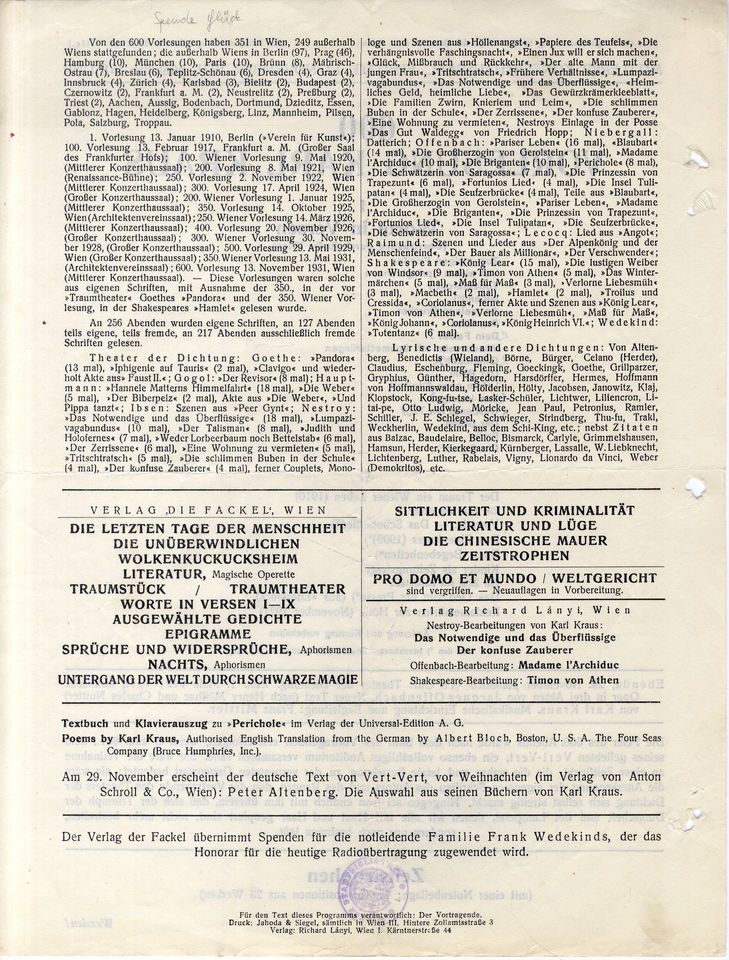 Spende Glück
Von den 600 Vorlesungen haben 351 in Wien, 249 außerhalb
Wiens stattgefunden; die außerhalb Wiens in Berlin (97), Prag (46),
Hamburg (10), München (10), Paris (10), Brünn (8), Mährisch-
Ostrau (7), Breslau (6), Teplitz-Schönau (6), Dresden (4), Graz (4),
Innsbruck (4), Zürich (4), Karlsbad (3), Bielitz (2), Budapest (2),
Czernowitz (2), Frankfurt a. M. (2), Neustrelitz (2), Preßburg (2),
Triest (2), Aachen, Aussig, Bodenbach, Dortmund, Dzieditz, Essen,
Gablonz, Hagen, Heidelberg, Königsberg, Linz, Mannheim, Pilsen,
Pola, Salzburg, Troppau.
1. Vorlesung 13. Januar 1910, Berlin (»Verein für Kunst«);
100. Vorlesung 13. Februar 1917, Frankfurt a. M. (Großer Saal
des Frankfurter Hofs); 100. Wiener Vorlesung 9. Mai 1920,
(Mittlerer Konzerthaussaal); 200. Vorlesung 8. Mai 1921, Wien
(Renaissance-Bühne); 250. Vorlesung 2. November 1922, Wien
(Mittlerer Konzerthaussaal); 300. Vorlesung 17. April 1924, Wien
(Großer Konzerthaussaal); 200. Wiener Vorlesung 1. Januar 1925,
(Mittlerer Konzerthaussaal); 350. Vorlesung 14. Oktober 1925,
Wien (Architektenvereinssaal); 250. Wiener Vorlesung 14. März 1926,
(Mittlerer Konzerthaussaal); 400. Vorlesung 20. November 1926,
(Großer Konzerthaussaal); 300. Wiener Vorlesung 30. Novem-
ber 1928, (Großer Konzerthaussaal); 500. Vorlesung 29. April 1929,
Wien (Großer Konzerthaussaal); 350. Wiener Vorlesung 13. Mai 1931,
(Architektenvereinssaal); 600. Vorlesung 13. November 1931, Wien
(Mittlerer Konzerthaussaal). — Diese Vorlesungen waren solche
aus eigenen Schriften, mit Ausnahme der 350., in der vor
»Traumtheater« Goethes »Pandora« und der 350. Wiener Vor-
lesung, in der Shakespeares »Hamlet« gelesen wurde.
An 256 Abenden wurden eigene Schriften, an 127 Abenden
teils eigene, teils fremde, an 217 Abenden ausschließlich fremde
Schriften gelesen.
Theater der Dichtung: Goethe: »Pandora«
(13 mal), »Iphigenie auf Tauris« (2 mal), »Clavigo« und wieder-
holt Akte aus »Faust II.«; Gogol: »Der Revisor« (8 mal); Haupt-
mann: »Hannele Matterns Himmelfahrt« (18 mal), »Die Weber«
(5 mal), »Der Biberpelz« (2 mal), Akte aus »Die Weber«, »Und
Pippa tanzt«; Ibsen: Szenen aus »Peer Gynt«; Nestroy:
»Das Notwendige und das Überflüssige« (18 mal), »Lumpazi-
vagabundus« (10 mal), »Der Talisman« (8 mal), »Judith und
Holofernes« (7 mal), »Weder Lorbeerbaum noch Bettelstab« (6 mal),
»Der Zerrissene« (6 mal), »Eine Wohnung zu vermieten« (5 mal),
»Tritschtratsch« (5 mal), »Die schlimmen Buben in der Schule«
(4 mal), »Der konfuse Zauberer« (4 mal), ferner Couplets, Mono-
loge und Szenen aus »Höllenangst«, »Papiere des Teufels«, »Die
verhängnisvolle Faschingsnacht«, »Einen Jux will er sich machen«,
»Glück, Mißbrauch und Rückkehr«, »Der alte Mann mit der
jungen Frau«, »Tritschtratsch«, »Frühere Verhältnisse«, »Lumpazi-
vagabundus«, »Das Notwendige und das Überflüssige«, »Heim-
liches Geld, heimliche Liebe«, »Das Gewürzkrämerkleeblatt«,
»Die Familien Zwirn, Knieriem und Leim«, »Die schlimmen
Buben in der Schule«, »Der Zerrissene«, »Der konfuse Zauberer«,
»Eine Wohnung zu vermieten«, Nestroys Einlage in der Posse
»Das Gut Waldegg« von Friedrich Hopp; Niebergall:
Datterich; Offenbach: »Pariser Leben« (16 mal), »Blaubart«
(14 mal), »Die Großherzogin von Gerolstein« (11 mal), »Madame
l'Archiduc« (10 mal), »Die Briganten« (10 mal), »Perichole« (8 mal),
»Die Schwätzerin von Saragossa« (7 mal), »Die Prinzessin von
Trapezunt« (6 mal), »Fortunios Lied« (4 mal), »Die Insel Tuli-
patan« (4 mal), »Die Seufzerbrücke« (4 mal), Teile aus »Blaubart«,
»Die Großherzogin von Gerolstein«, »Pariser Leben«, »Madame
l'Archiduc«, »Die Briganten«, »Die Prinzessin von Trapezunt«,
»Fortunios Lied«, »Die Insel Tulipatan«, »Die Seufzerbrücke«,
»Die Schwätzerin von Saragossa«; Lecocq: Lied aus »Angot«;
Raimund: Szenen und Lieder aus »Der Alpenkönig und der
Menschenfeind«, »Der Bauer als Millionär«, »Der Verschwender«;
Shakespeare: »König Lear« (15 mal), »Die lustigen Weiber
von Windsor« (9 mal), »Timon von Athen« (5 mal), »Das Winter-
märchen« (5 mal), »Maß für Maß« (3 mal), »Verlorne Liebesmüh«
(3 mal), »Macbeth« (2 mal), »Hamlet« (2 mal), »Troilus und
Cressida«, »Coriolanus«, ferner Akte und Szenen aus »König Lear«,
»Timon von Athen«, »Verlorne Liebesmüh«, »Maß für Maß«,
»König Johann«, »Coriolanus«, »König Heinrich VI.«; Wedekind:
»Totentanz« (6 mal).
Lyrische und andere Dichtungen: Von Alten-
berg, Benedictis (Wieland), Börne, Bürger, Celano (Herder),
Claudius, Eschenburg, Fleming, Goeckingk, Goethe, Grillparzer,
Gryphius, Günther, Hagedorn, Harsdörffer, Hermes, Hoffmann
von Hoffmannswaldau, Hölderlin, Hölty, Jacobsen, Janowitz, Klaj,
Klopstock, Kong-fu-tse, Lasker-Schüler, Lichtwer, Liliencron, Li-
tai-pe, Otto Ludwig, Möricke, Jean Paul, Petronius, Ramler,
Schiller, J. E. Schlegel, Schwieger, Strindberg, Thu-fu, Trakl,
Weckherlin, Wedekind, aus dem Schi-King, etc.; nebst Zitaten
aus Balzac, Baudelaire, Belloc, Bismarck, Carlyle, Grimmelshausen,
Hamsun, Herder, Kierkegaard, Kürnberger, Lassalle, W. Liebknecht,
Lichtenberg, Luther, Rabelais, Vigny, Lionardo da Vinci, Weber
(Demokritos), etc.
VERLAG ‚DIE FACKEL‘, WIEN
DIE LETZTEN TAGE DER MENSCHHEIT
DIE UNÜBERWINDLICHEN
WOLKENKUCKUCKSHEIM
LITERATUR, Magische Operette
TRAUMSTÜCK / TRAUMTHEATER
WORTE IN VERSEN I—IX
AUSGEWÄHLTE GEDICHTE
EPIGRAMME
SPRÜCHE UND WIDERSPRÜCHE, Aphorismen
NACHTS, Aphorismen
UNTERGANG DER WELT DURCH SCHWARZE MAGIE
SITTLICHKEIT UND KRIMINALITÄT
LITERATUR UND LÜGE
DIE CHINESISCHE MAUER
ZEITSTROPHEN
PRO DOMO ET MUNDO / WELTGERICHT
sind vergriffen. — Neuauflagen in Vorbereitung.
Verlag Richard Lányi, Wien
Nestroy-Bearbeitungen von Karl Kraus:
Das Notwendige und das Überflüssige
Der konfuse Zauberer
Offenbach-Bearbeitung: Madame l'Archiduc
Shakespeare-Bearbeitung: Timon von Athen
Textbuch und Klavierauszug zu »Perichole« im Verlag der Universal-Edition A. G.
Poems by Karl Kraus, Authorised English Translation from the German by Albert Bloch, Boston, U. S. A. The Four Seas
Company (Bruce Humphries, Inc.).
Am 29. November erscheint der deutsche Text von Vert-Vert, vor Weihnachten (im Verlag von Anton
Schroll & Co., Wien): Peter Altenberg. Die Auswahl aus seinen Büchern von Karl Kraus.
Der Verlag der Fackel übernimmt Spenden für die notleidende Familie Frank Wedekinds, der das
Honorar für die heutige Radioübertragung zugewendet wird.
Für den Text dieses Programms verantwortlich: Der Vortragende.
Druck: Jahoda & Siegel, sämtlich in Wien III, Hintere Zollamtsstraße 3
Verlag: Richard Lányi, Wien I. Kärntnerstraße 44